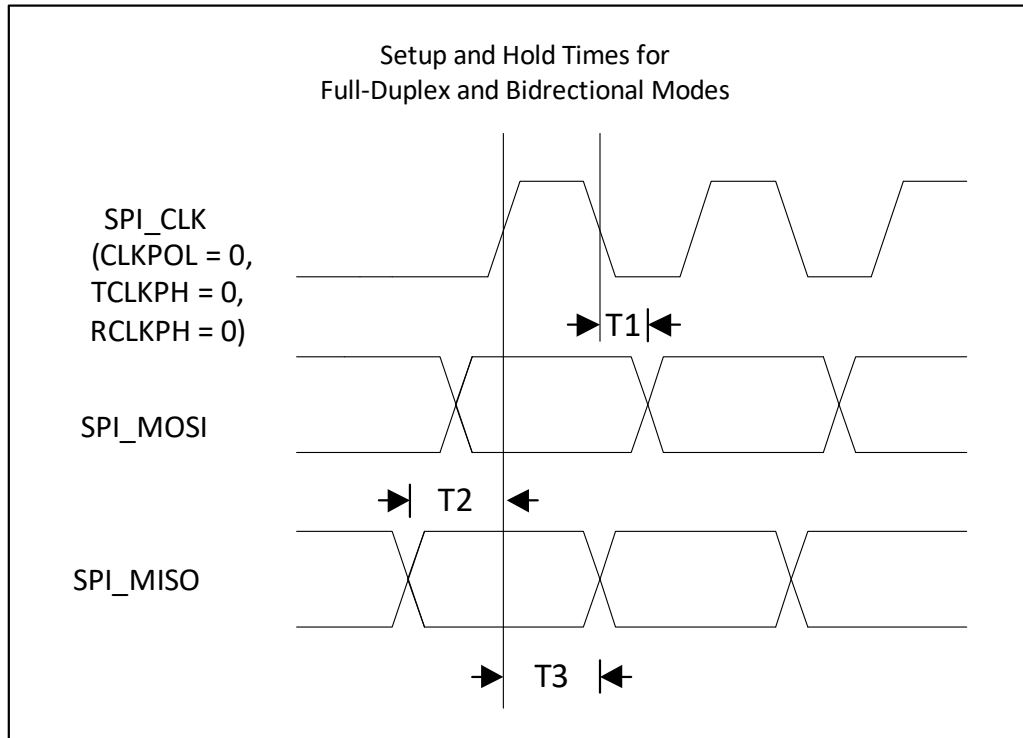 Setup and Hold Times for
Full-Duplex and Bidrectional Modes
SPI_CLK
(CLKPOL = 0,
TCLKPH = 0,
RCLKPH = 0)
T1
SPI_MOSI
T2
SPI_MISO
T3